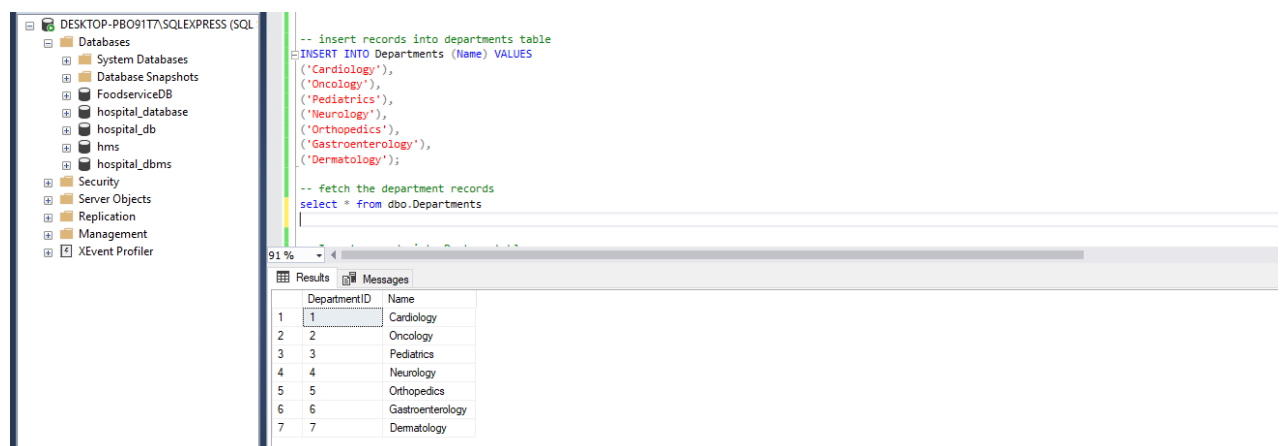 DESKTOP-PBO91T7\SQLEXPRESS (SQL
Databases
System Databases
Database Snapshots
FoodserviceDB
hospital_database
hospital_db
hms
hospital_dbms
Security
Server Objects
Replication
Management
XEvent Profiler
-- insert records into departments table
INSERT INTO Departments (Name) VALUES
('Cardiology'),
('Oncology'),
('Pediatrics'),
('Neurology'),
('Orthopedics'),
('Gastroenterology'),
('Dermatology');
-- fetch the department records
select * from dbo.Departments
91 %
Results Messages
DepartmentID Name
1 1 Cardiology
2 2 Oncology
3 3 Pediatrics
4 4 Neurology
5 5 Orthopedics
6 6 Gastroenterology
7 7 Dermatology